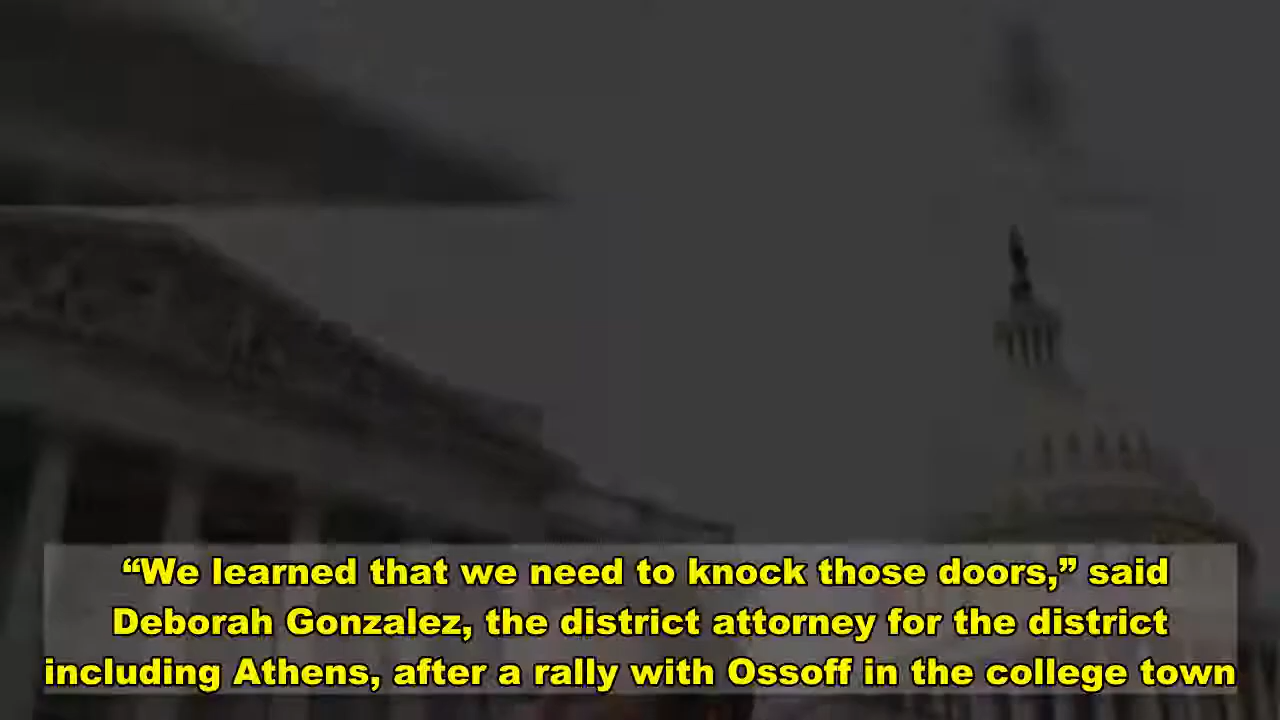 “We learned that we need to knock those doors,” said
Deborah Gonzalez, the district attorney for the district
including Athens, after a rally with Ossoff in the college town